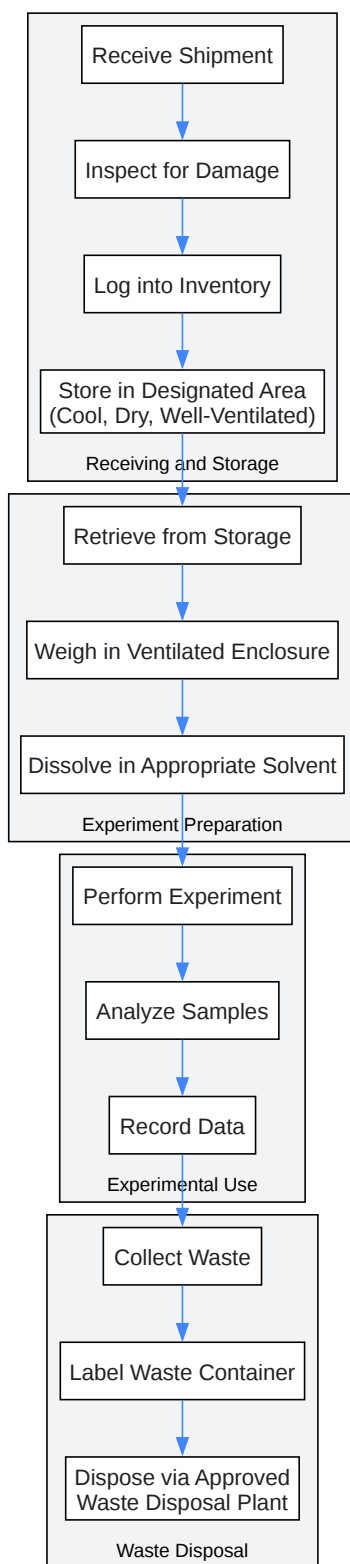 Receive Shipment
Inspect for Damage
Log into Inventory
Store in Designated Area
(Cool, Dry, Well-Ventilated)
Receiving and Storage
Retrieve from Storage
Weigh in Ventilated Enclosure
Dissolve in Appropriate Solvent
Experiment Preparation
Perform Experiment
Analyze Samples
Record Data
Experimental Use
Collect Waste
Label Waste Container
Dispose via Approved
Waste Disposal Plant
Waste Disposal